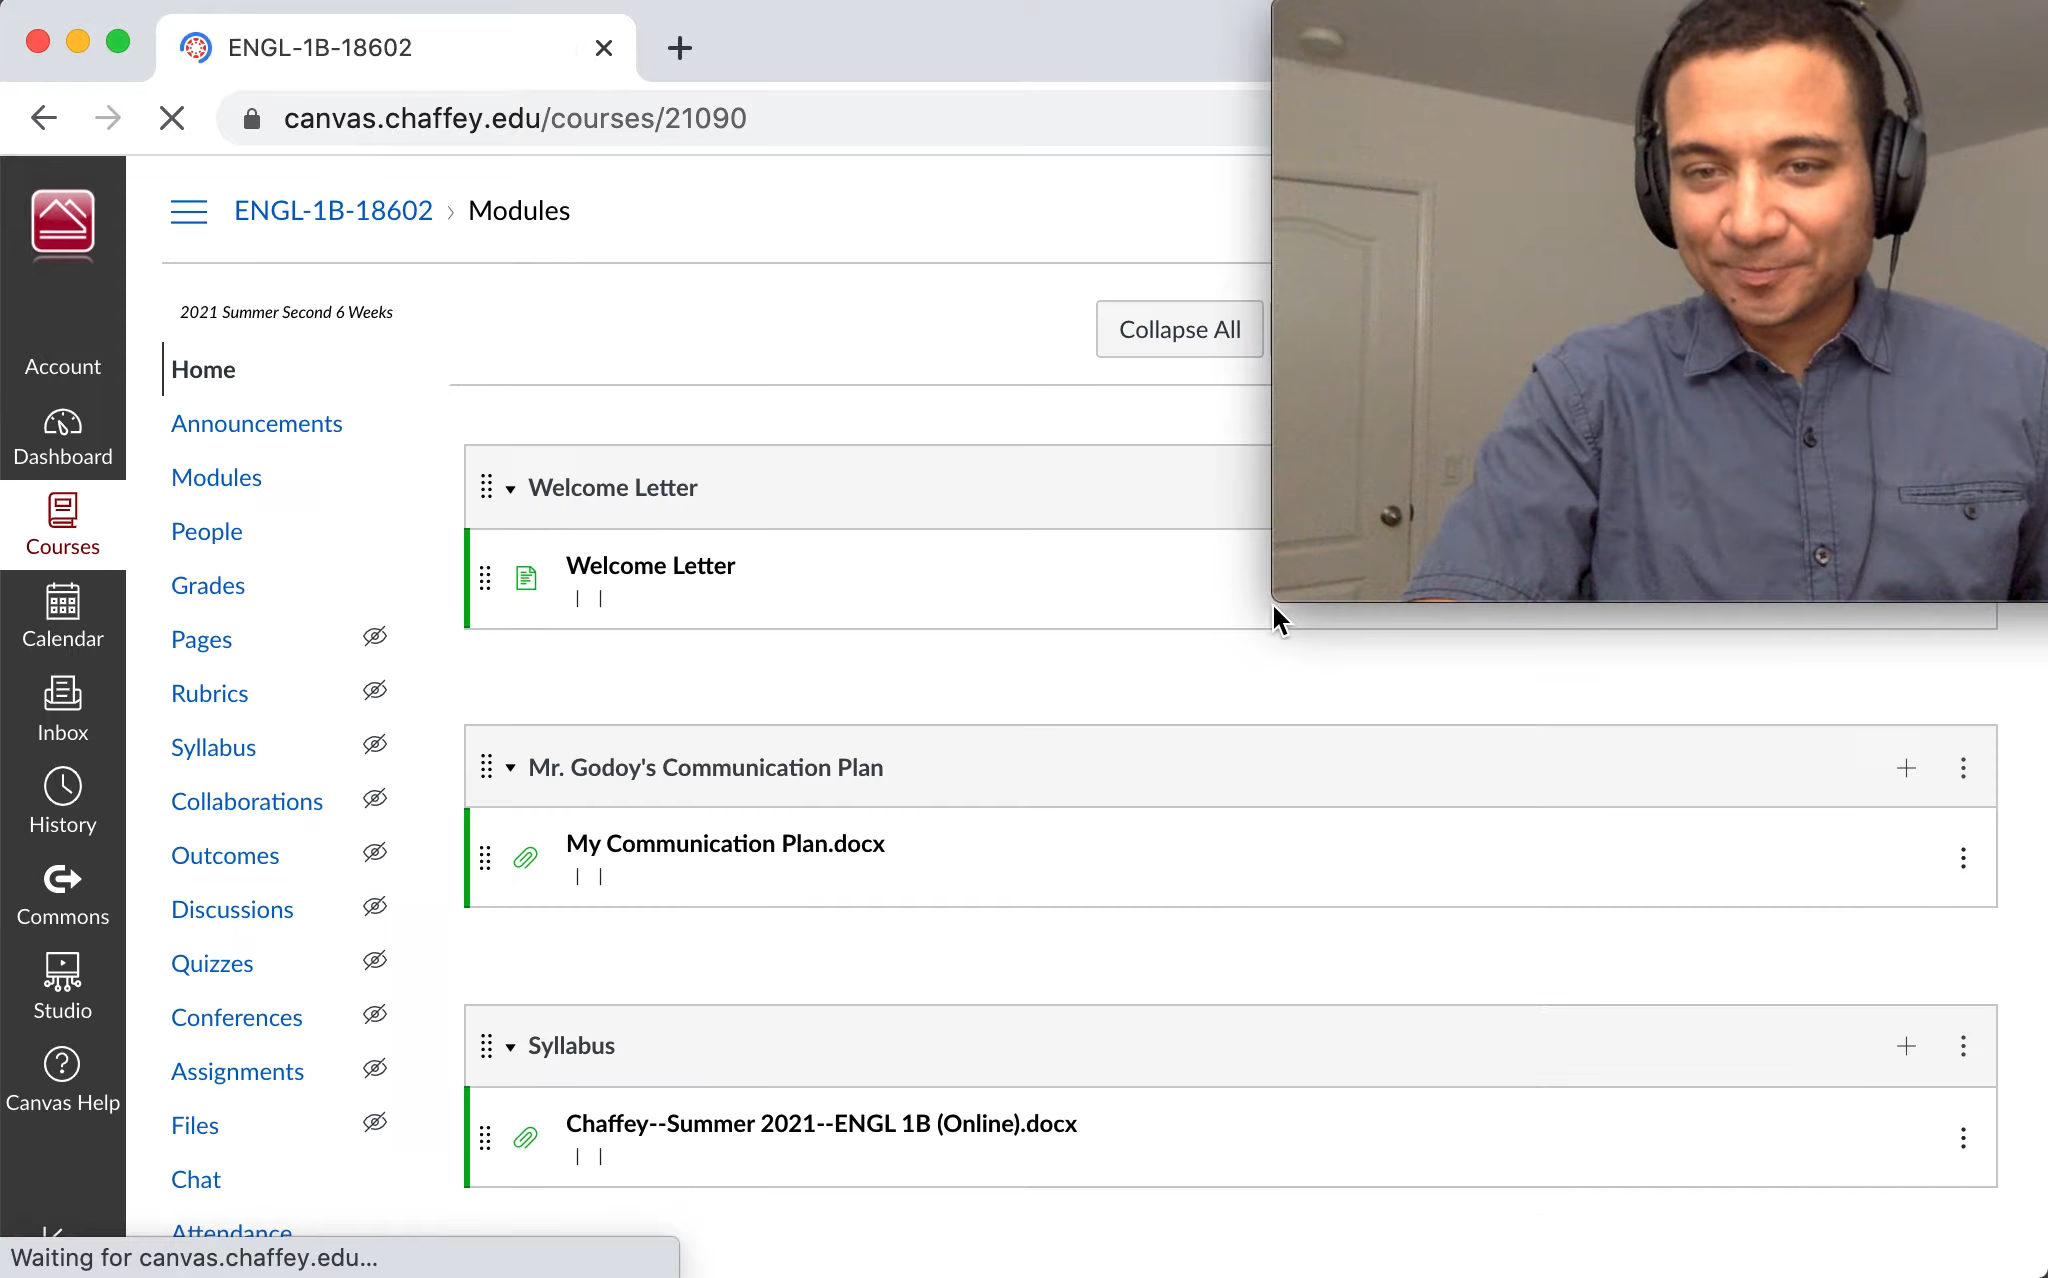 ENGL-1B-18602
canvas.chaffey.edu/courses/21090
ENGL-1B-18602 › Modules
2021 Summer Second 6 Weeks
Collapse All
Account
Dashboard
Courses
Calendar
Inbox
History
Commons
Studio
Canvas Help
Home
Announcements
Modules
People
Grades
Pages
Rubrics
Syllabus
Collaborations
Outcomes
Discussions
Quizzes
Conferences
Assignments
Files
Chat
Attendance
Welcome Letter
Welcome Letter
| |
Mr. Godoy's Communication Plan
My Communication Plan.docx
| |
Syllabus
Chaffey--Summer 2021--ENGL 1B (Online).docx
| |
Waiting for canvas.chaffey.edu...